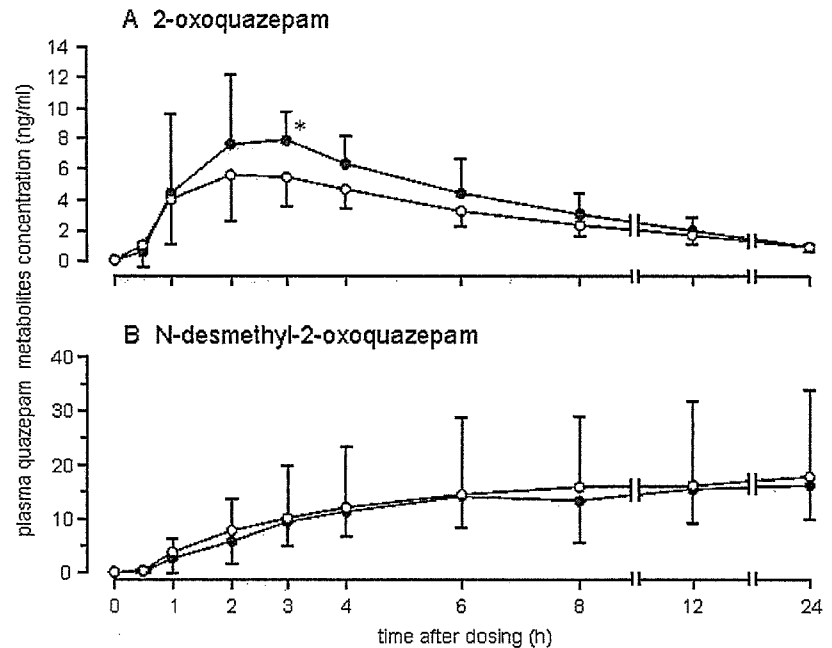 A 2-oxoquazepam
14
12
10
8
6
4
2
0
*
plasma quazepam metabolites concentration (ng/ml)
B N-desmethyl-2-oxoquazepam
40
30
20
10
0
0 1 2 3 4 6 8 12 24
time after dosing (h)